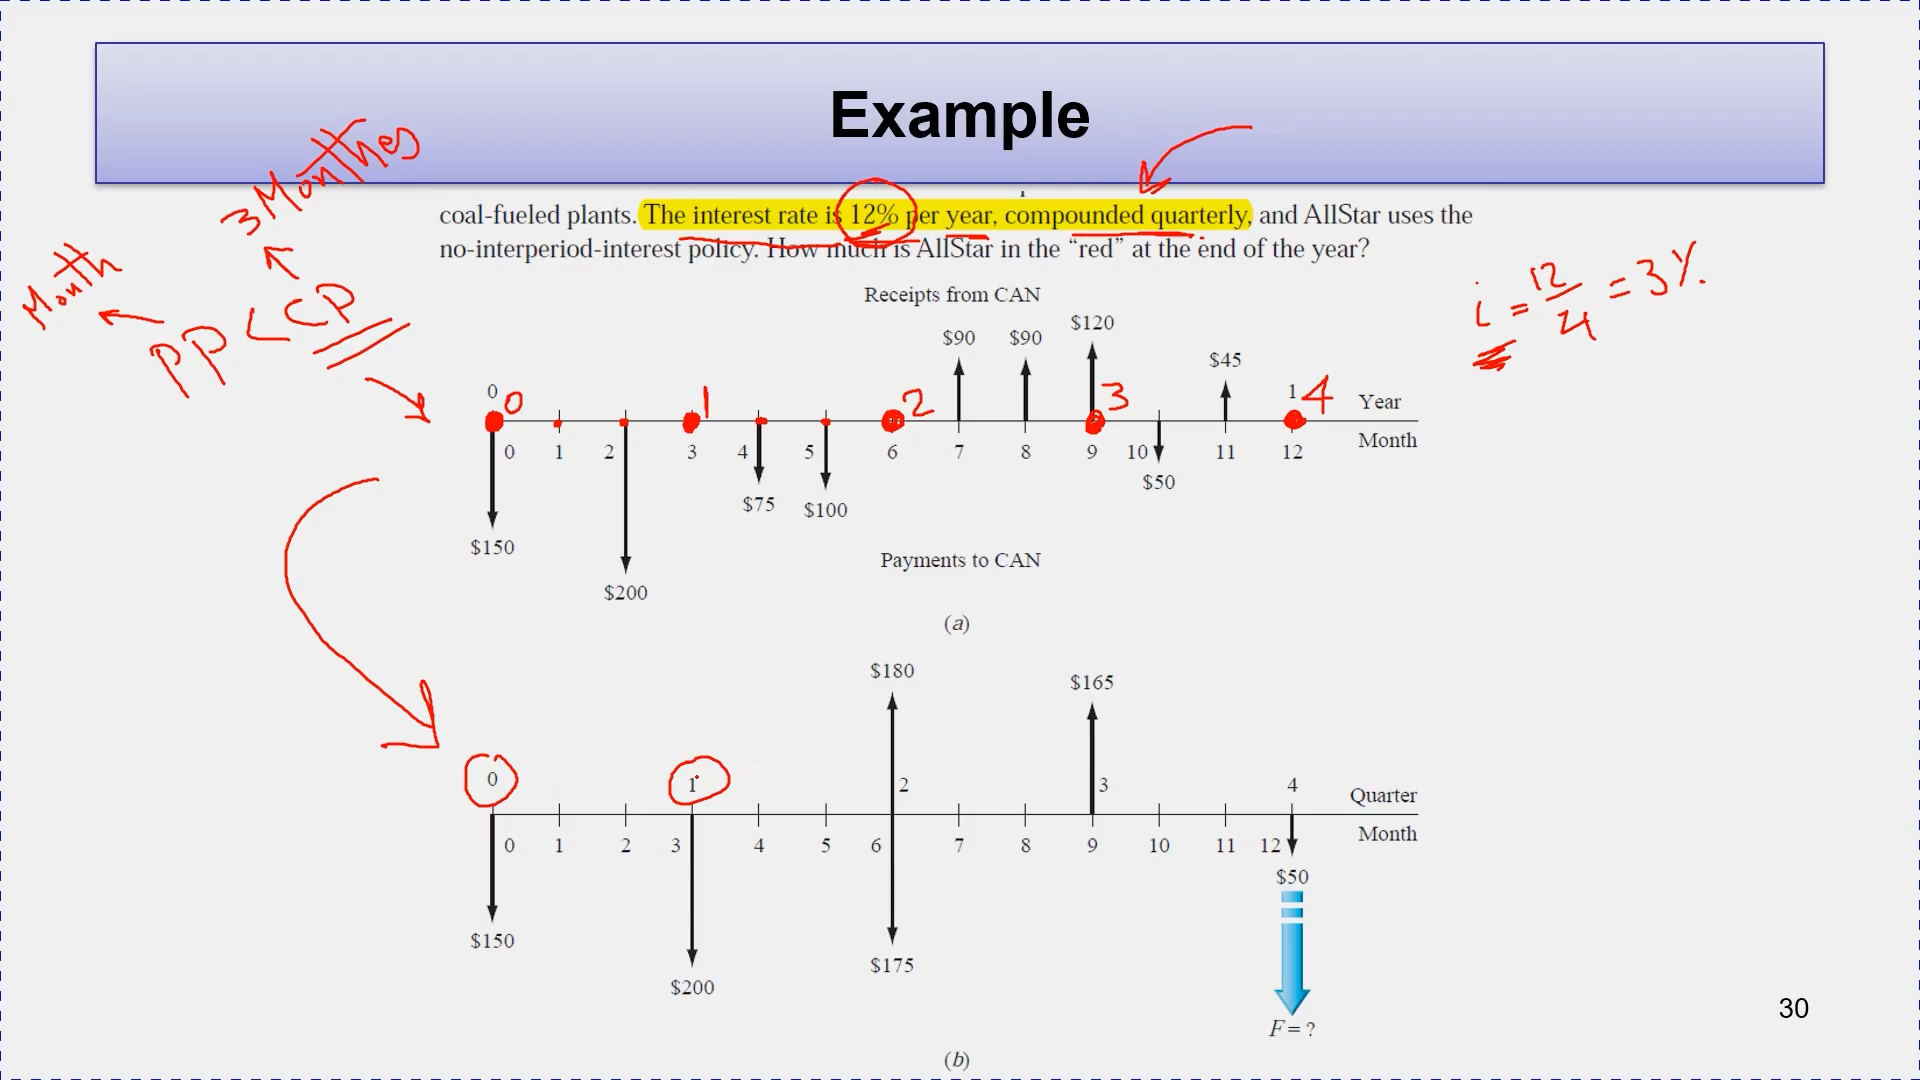 Example
3 Monthes
coal-fueled plants. The interest rate is 12% per year, compounded quarterly, and AllStar uses the
no-interperiod-interest policy. How much is AllStar in the “red” at the end of the year?
Month
PP < CP
i = 12/4 = 3%
Receipts from CAN
$90 $90 $120
$45
0 1 Year
0 1 2 3 4
0 1 2 3 4 5 6 7 8 9 10 11 12 Month
$50
$75 $100
$150
Payments to CAN
$200
(a)
$180 $165
0 1 2 3 4 Quarter
0 1 2 3 4 5 6 7 8 9 10 11 12 Month
$50
$150
$175
$200
30
F = ?
(b)